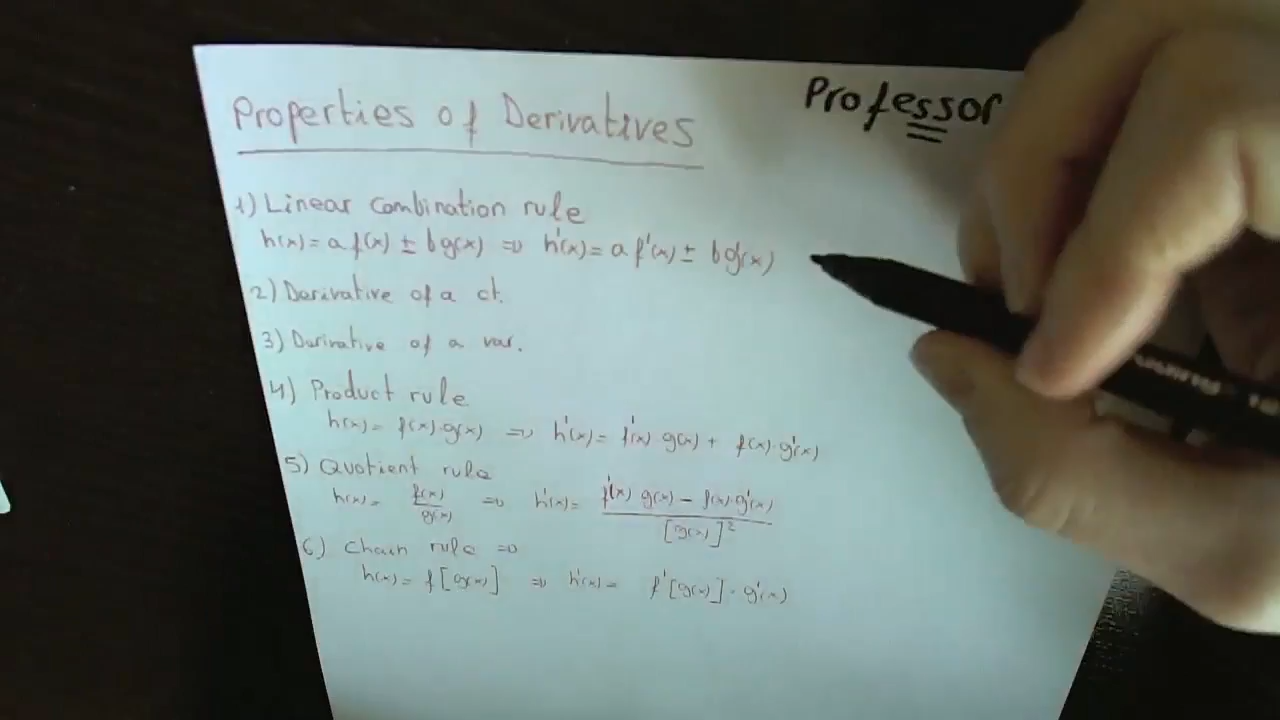 Properties of Derivatives
Professor
1) Linear combination rule
h(x) = a f(x) ± b g(x) ⇒ h'(x) = a f'(x) ± b g'(x)
2) Derivative of a ct.
3) Derivative of a var.
4) Product rule
h(x) = f(x)·g(x) ⇒ h'(x) = f'(x) g(x) + f(x)·g'(x)
5) Quotient rule
h(x) = f(x)/g(x) ⇒ h'(x) = f'(x) g(x) − f(x)·g'(x) / [g(x)]²
6) Chain rule ⇒
h(x) = f[g(x)] ⇒ h'(x) = f'[g(x)]·g'(x)